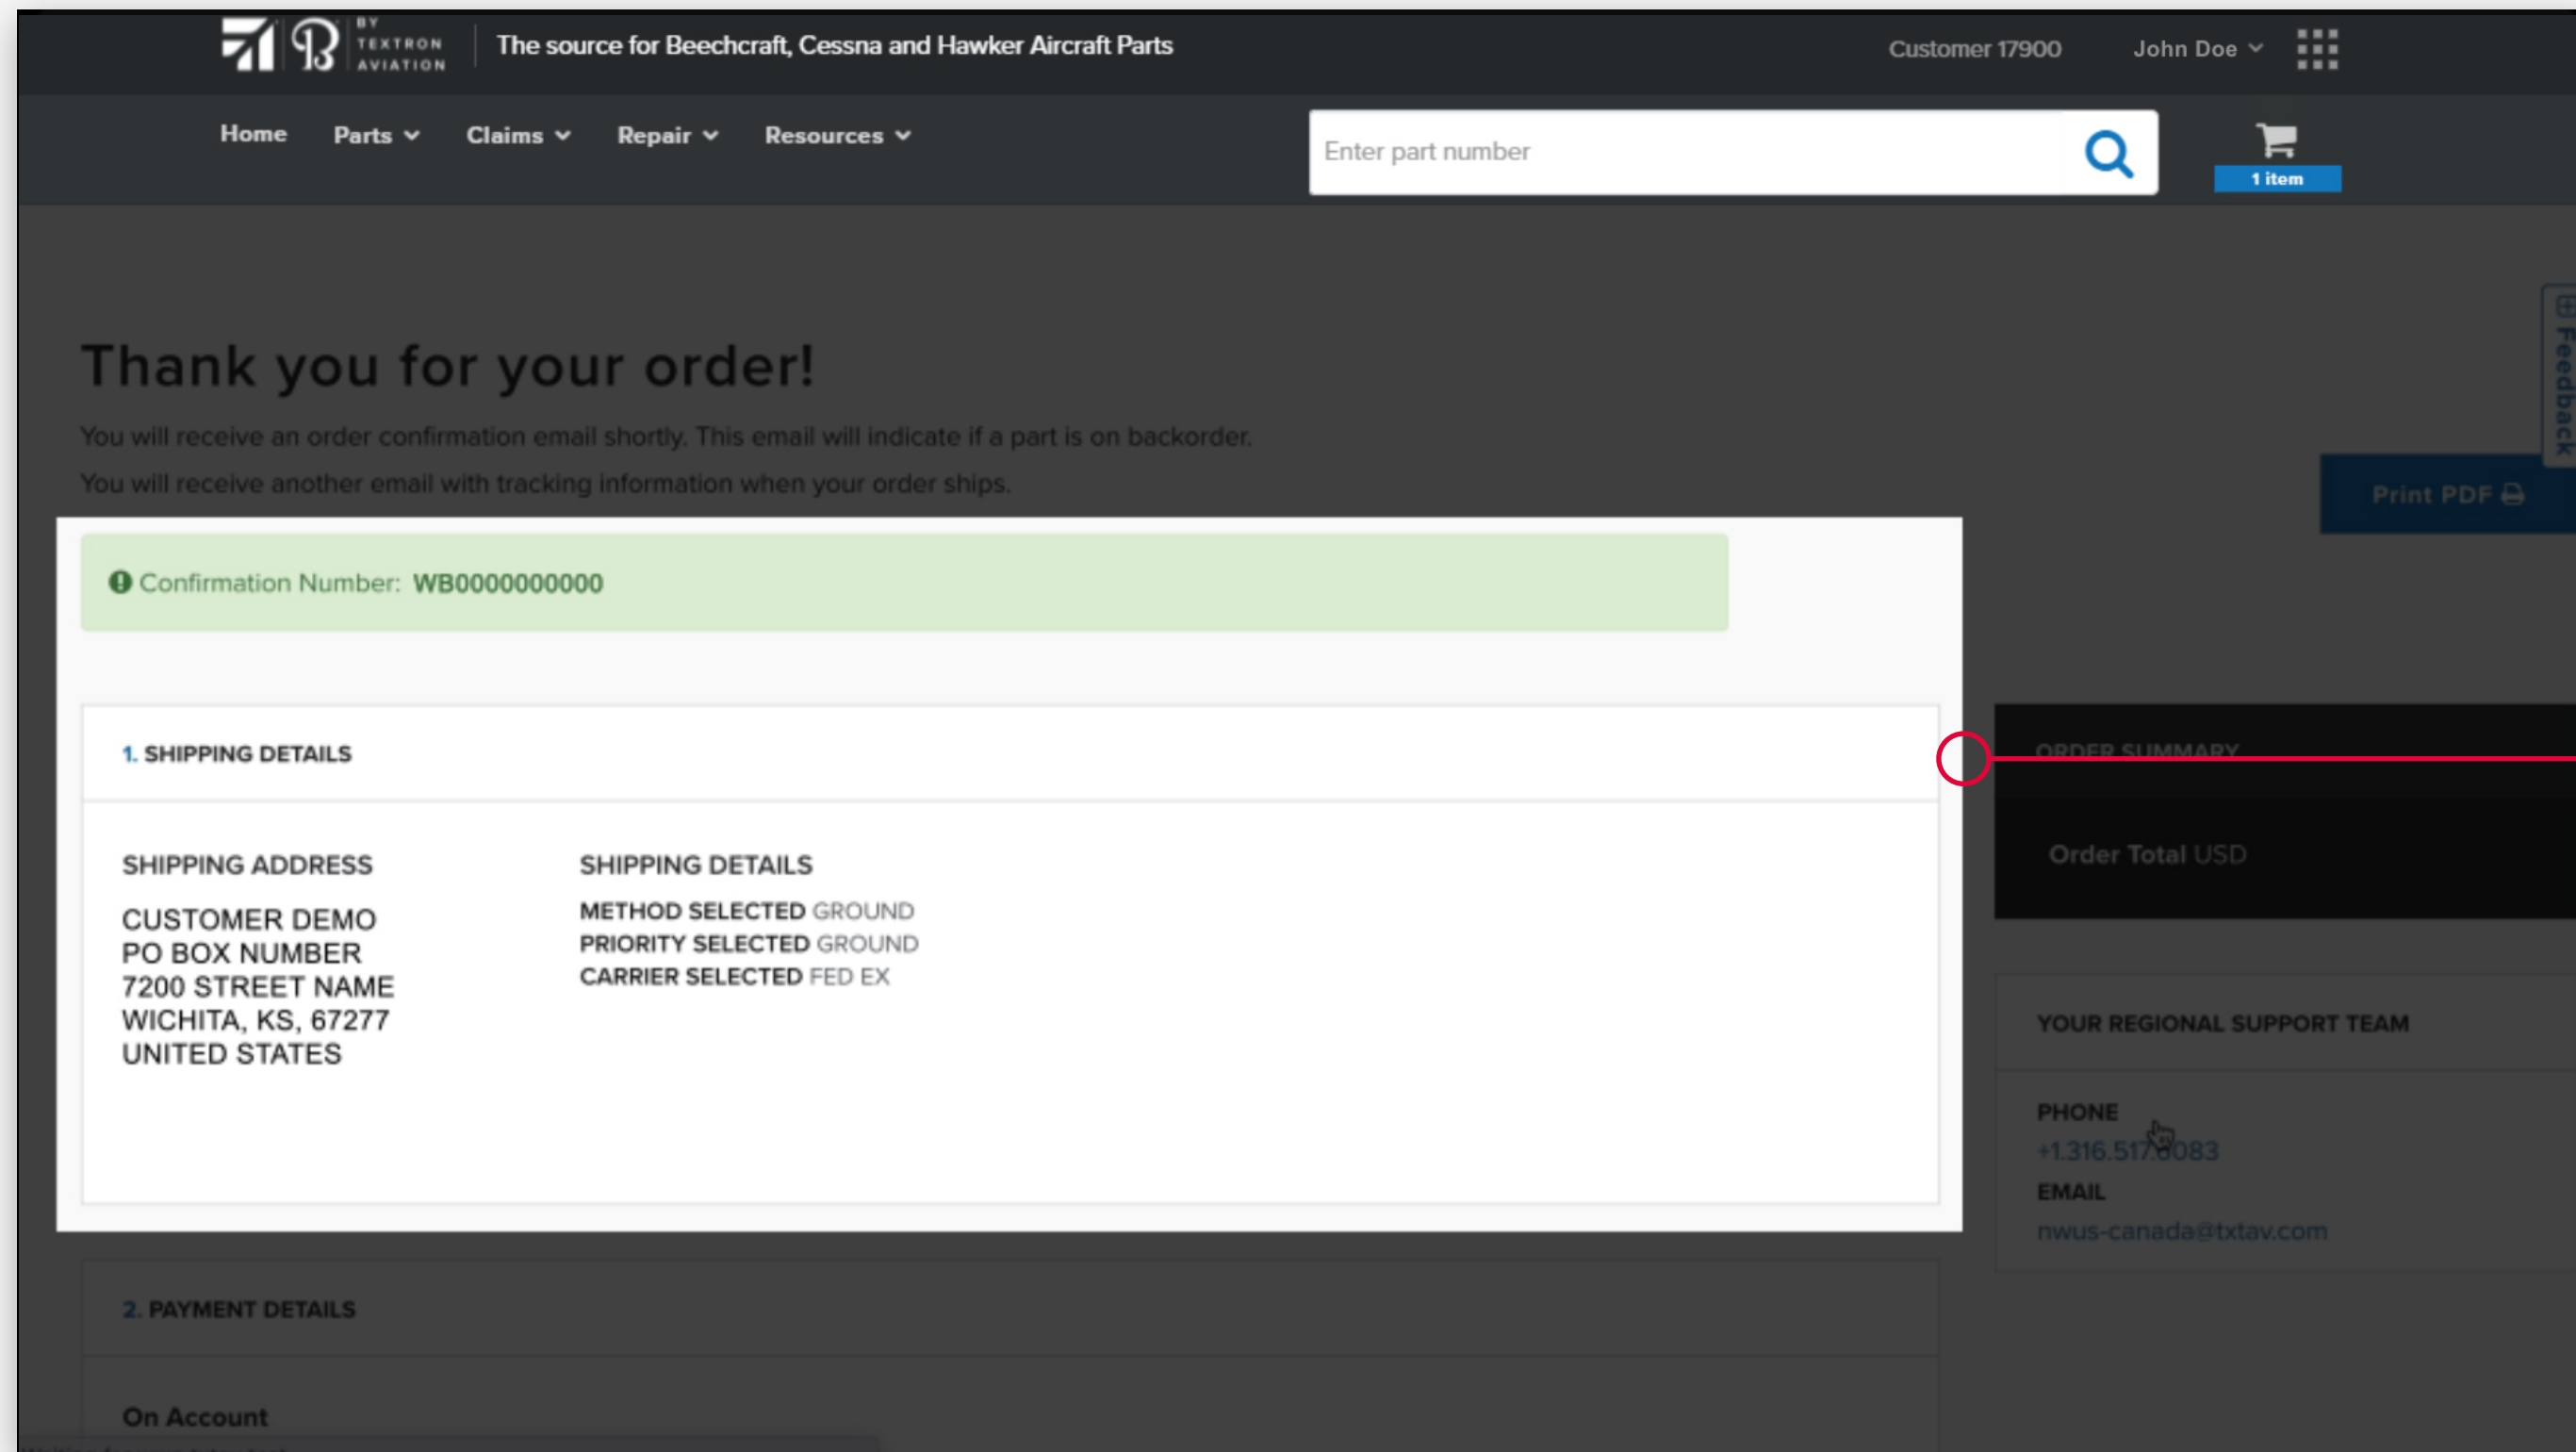 BY
TEXTRON
AVIATION
The source for Beechcraft, Cessna and Hawker Aircraft Parts
Customer 17900
John Doe
Home
Parts
Claims
Repair
Resources
Enter part number
1 item
Feedback
Thank you for your order!
You will receive an order confirmation email shortly. This email will indicate if a part is on backorder.
You will receive another email with tracking information when your order ships.
Print PDF
Confirmation Number: WB0000000000
1. SHIPPING DETAILS
SHIPPING ADDRESS
CUSTOMER DEMO
PO BOX NUMBER
7200 STREET NAME
WICHITA, KS, 67277
UNITED STATES
SHIPPING DETAILS
METHOD SELECTED GROUND
PRIORITY SELECTED GROUND
CARRIER SELECTED FED EX
ORDER SUMMARY
Order Total USD
YOUR REGIONAL SUPPORT TEAM
PHONE
EMAIL
nwus-canada@txtav.com
2. PAYMENT DETAILS
On Account